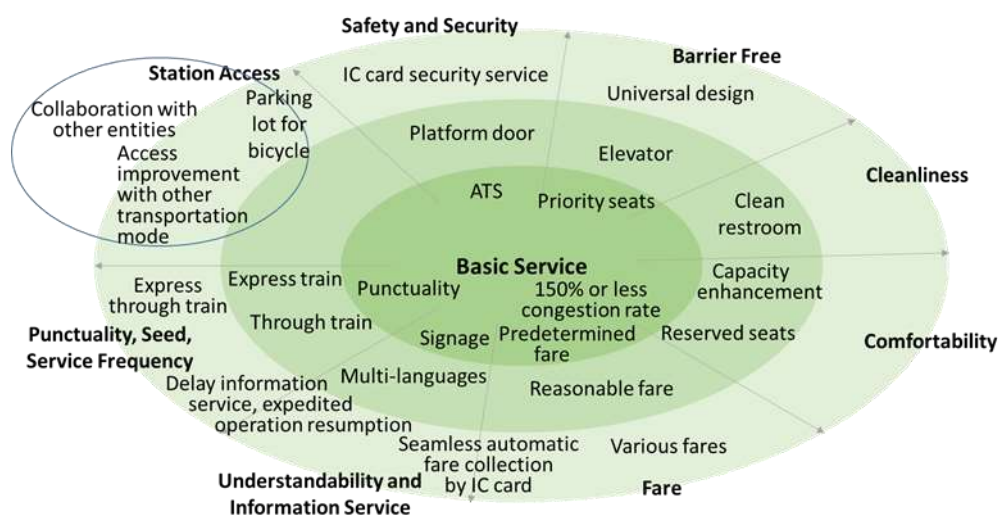 Safety and Security
Barrier Free
Station Access
IC card security service
Universal design
Collaboration with
other entities
Parking
lot for
bicycle
Platform door
Access
improvement
with other
transportation
mode
Elevator
Cleanliness
ATS
Priority seats
Clean
restroom
Basic Service
Express
through train
Express train
Punctuality
150% or less
congestion rate
Capacity
enhancement
Through train
Signage
Predetermined
fare
Reserved seats
Punctuality, Seed,
Service Frequency
Comfortability
Delay information
service, expedited
operation resumption
Multi-languages
Reasonable fare
Seamless automatic
fare collection
by IC card
Various fares
Understandability and
Information Service
Fare